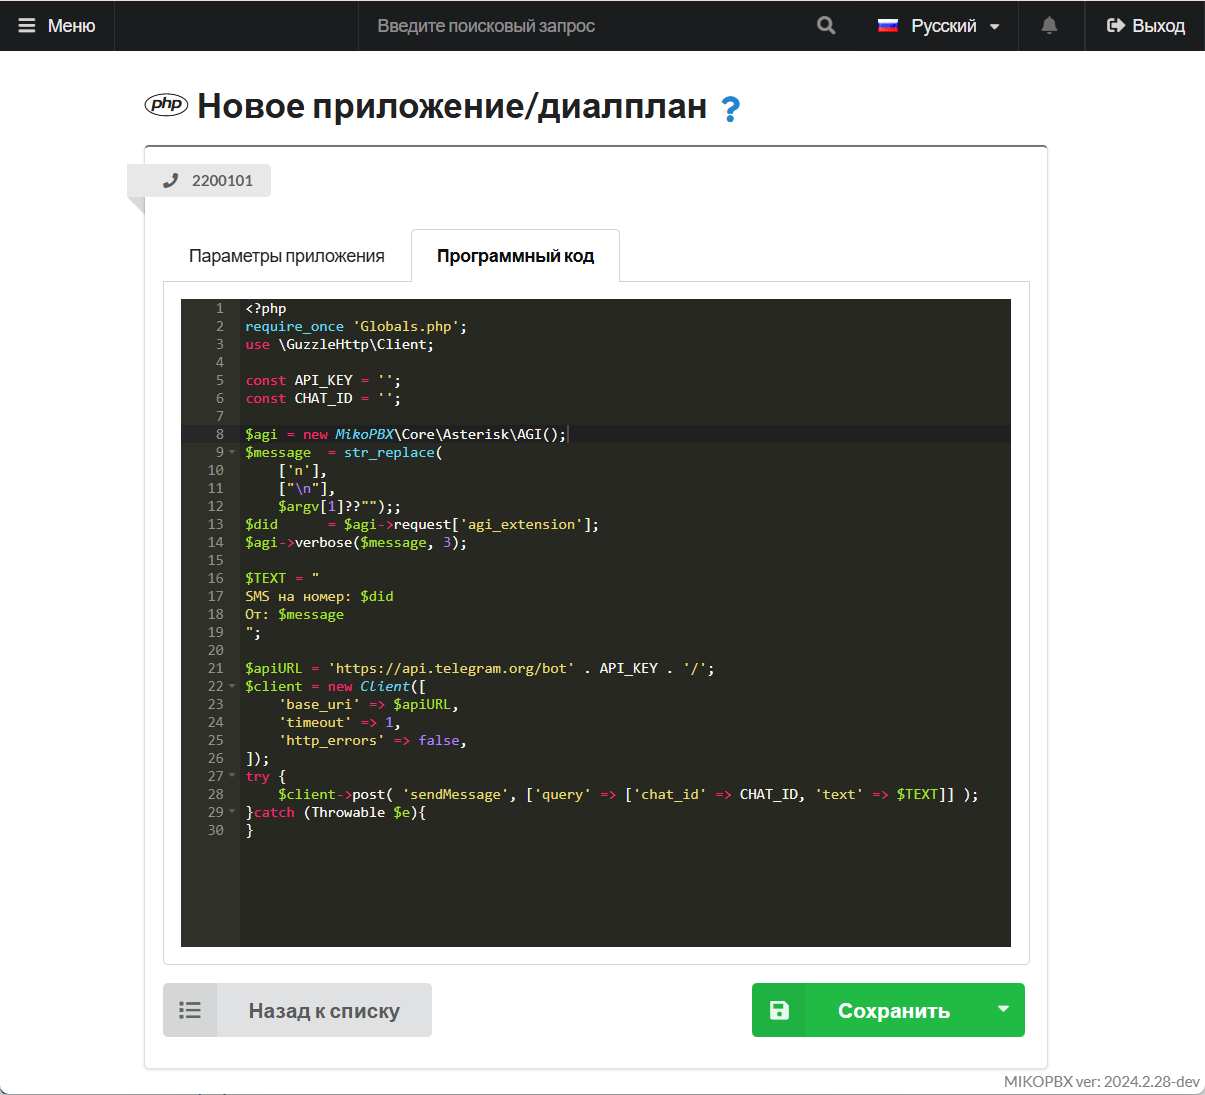 Меню
Введите поисковый запрос
Русский
Выход
php Новое приложение/диалплан ?
2200101
Параметры приложения
Программный код
1 <?php
2 require_once 'Globals.php';
3 use \GuzzleHttp\Client;
4
5 const API_KEY = '';
6 const CHAT_ID = '';
7
8 $agi = new MikoPBX\Core\Asterisk\AGI();
9 $message  = str_replace(
10     ['n'],
11     ["\n"],
12     $argv[1]??"");;
13 $did      = $agi->request['agi_extension'];
14 $agi->verbose($message, 3);
15
16 $TEXT = "
17 SMS на номер: $did
18 От: $message
19 ";
20
21 $apiURL = 'https://api.telegram.org/bot' . API_KEY . '/';
22 $client = new Client([
23     'base_uri' => $apiURL,
24     'timeout' => 1,
25     'http_errors' => false,
26 ]);
27 try {
28     $client->post( 'sendMessage', ['query' => ['chat_id' => CHAT_ID, 'text' => $TEXT]] );
29 }catch (Throwable $e){
30 }
Назад к списку
Сохранить
MIKOPBX ver: 2024.2.28-dev